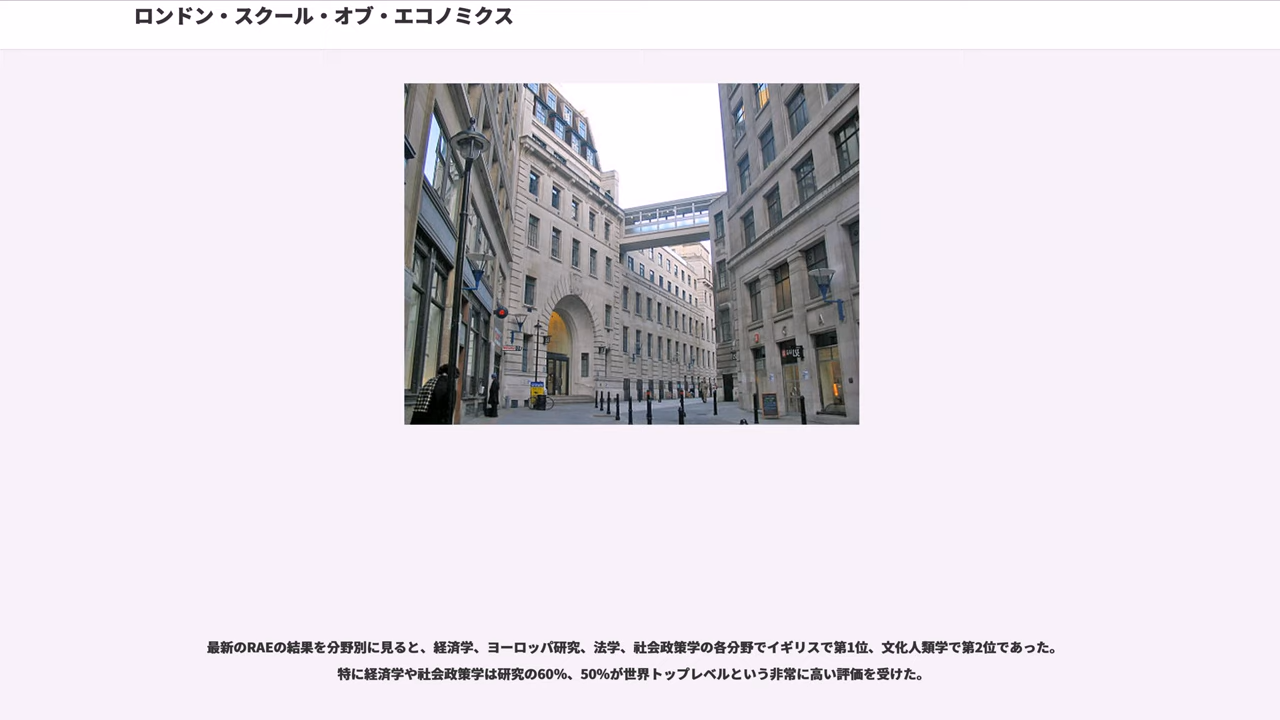 ロンドン・スクール・オブ・エコノミクス
最新のRAEの結果を分野別に見ると、経済学、ヨーロッパ研究、法学、社会政策学の各分野でイギリスで第1位、文化人類学で第2位であった。
特に経済学や社会政策学は研究の60%、50%が世界トップレベルという非常に高い評価を受けた。